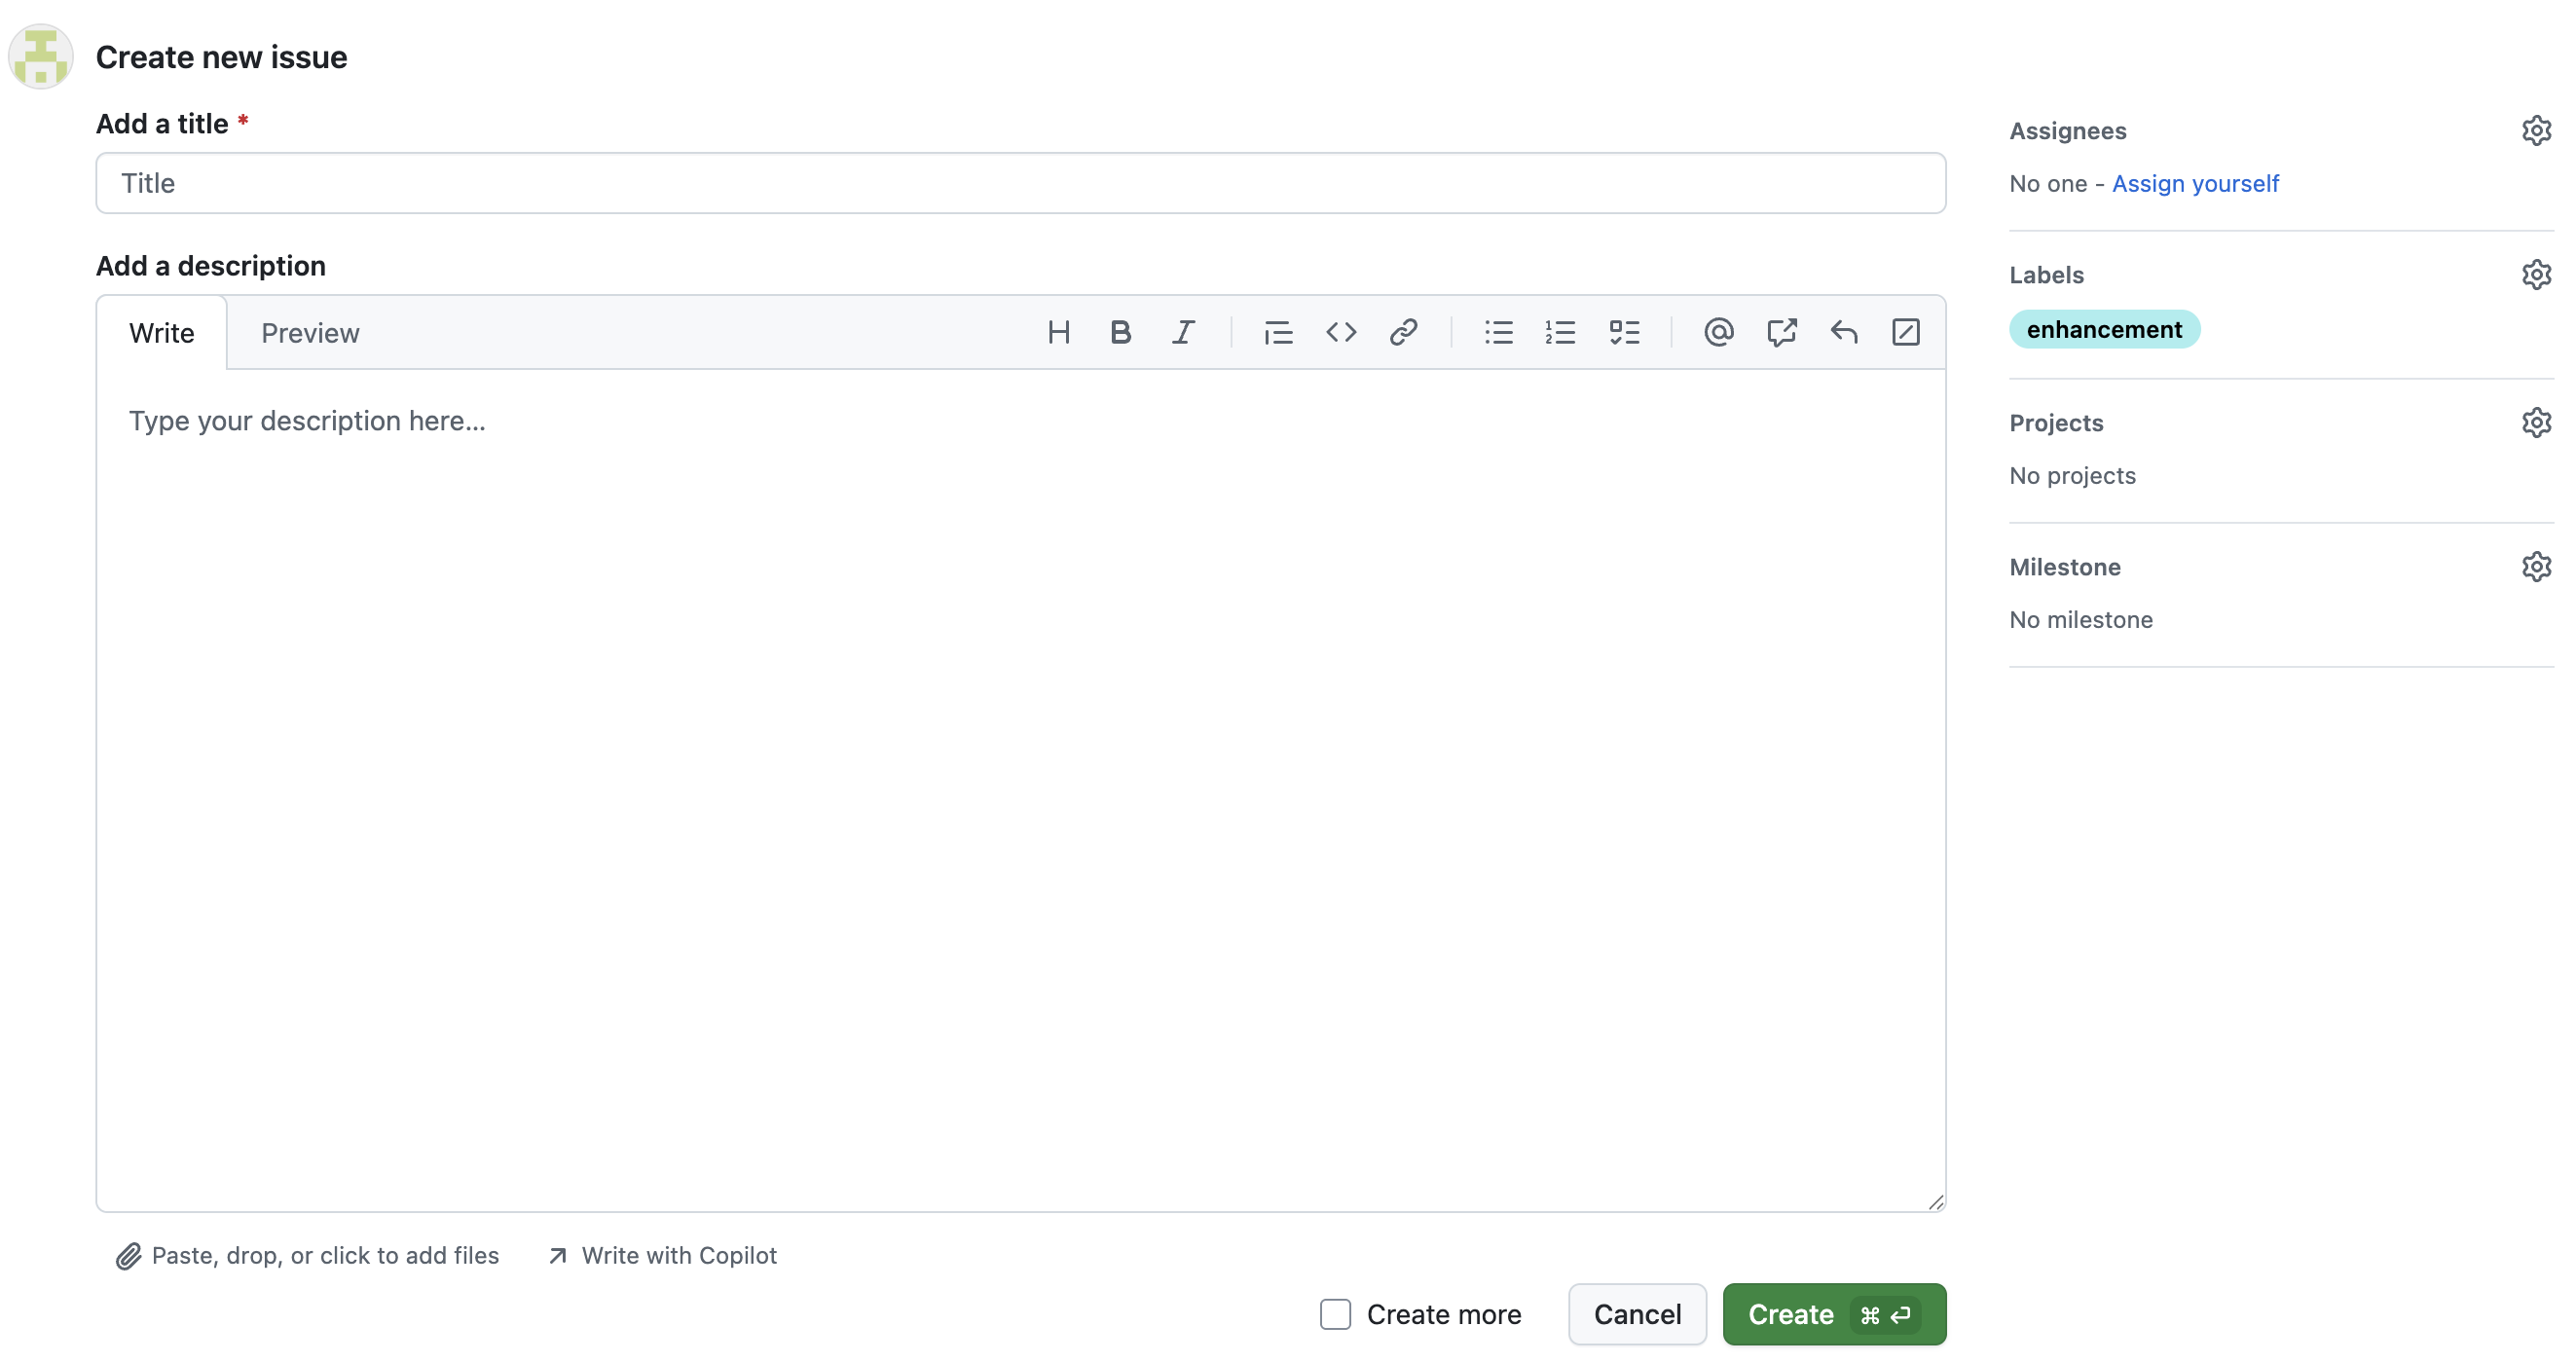 Create new issue
Add a title *
Title
Add a description
Write Preview
Type your description here...
Paste, drop, or click to add files Write with Copilot
Create more Cancel Create ⌘ ⏎
Assignees
No one - Assign yourself
Labels
enhancement
Projects
No projects
Milestone
No milestone